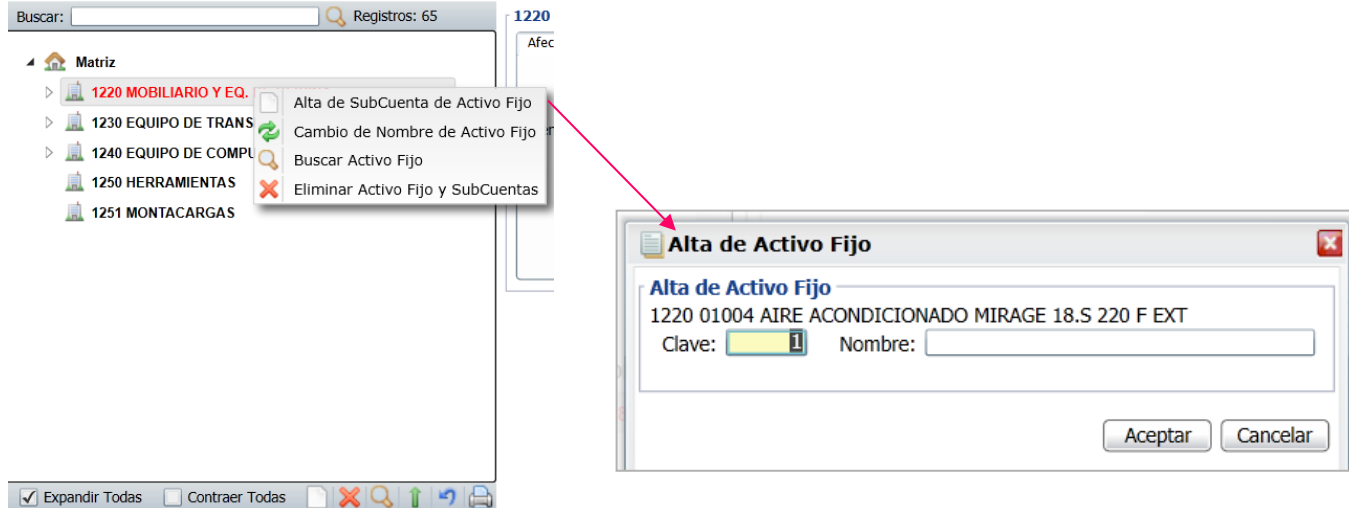 Buscar: Registros: 65
Matriz
1220 MOBILIARIO Y EQ.
1230 EQUIPO DE TRANS
1240 EQUIPO DE COMPU
1250 HERRAMIENTAS
1251 MONTACARGAS
Alta de SubCuenta de Activo Fijo
Cambio de Nombre de Activo Fijo
Buscar Activo Fijo
Eliminar Activo Fijo y SubCuentas
Expandir Todas Contraer Todas
1220
Afec
Alta de Activo Fijo
Alta de Activo Fijo
1220 01004 AIRE ACONDICIONADO MIRAGE 18.S 220 F EXT
Clave: 1 Nombre:
Aceptar Cancelar